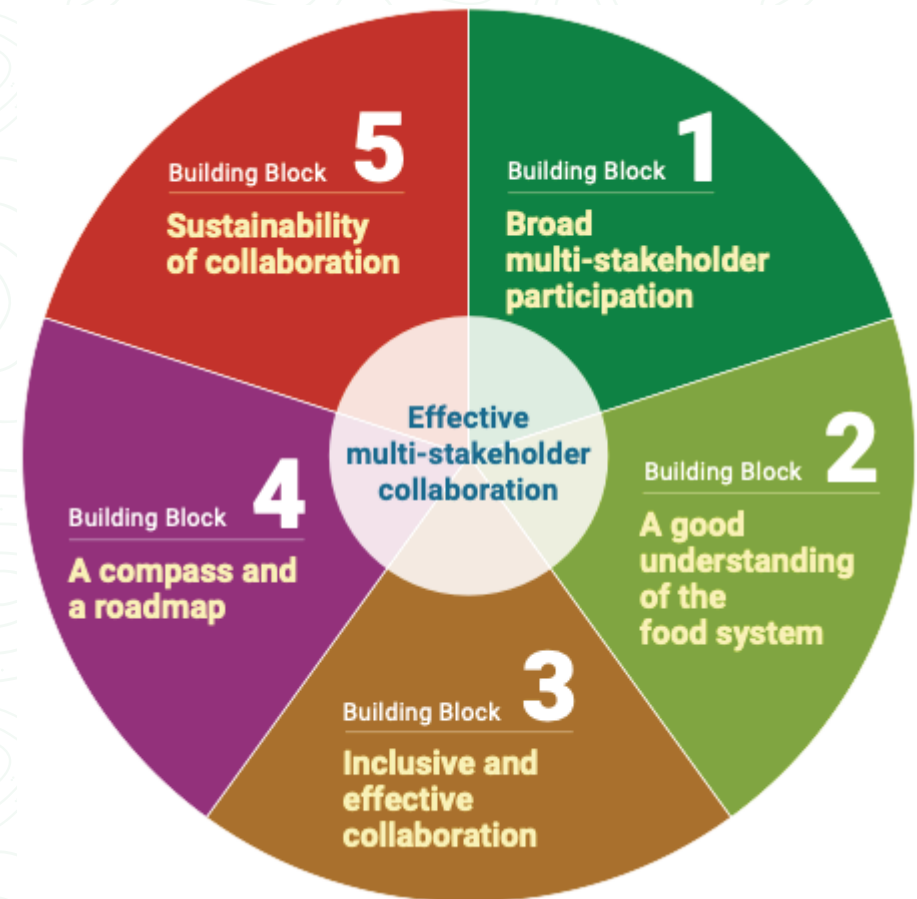 Building Block 1
Broad
multi-stakeholder
participation
Building Block 2
A good
understanding
of the
food system
Building Block 3
Inclusive and
effective
collaboration
Building Block 4
A compass and
a roadmap
Building Block 5
Sustainability
of collaboration
Effective
multi-stakeholder
collaboration